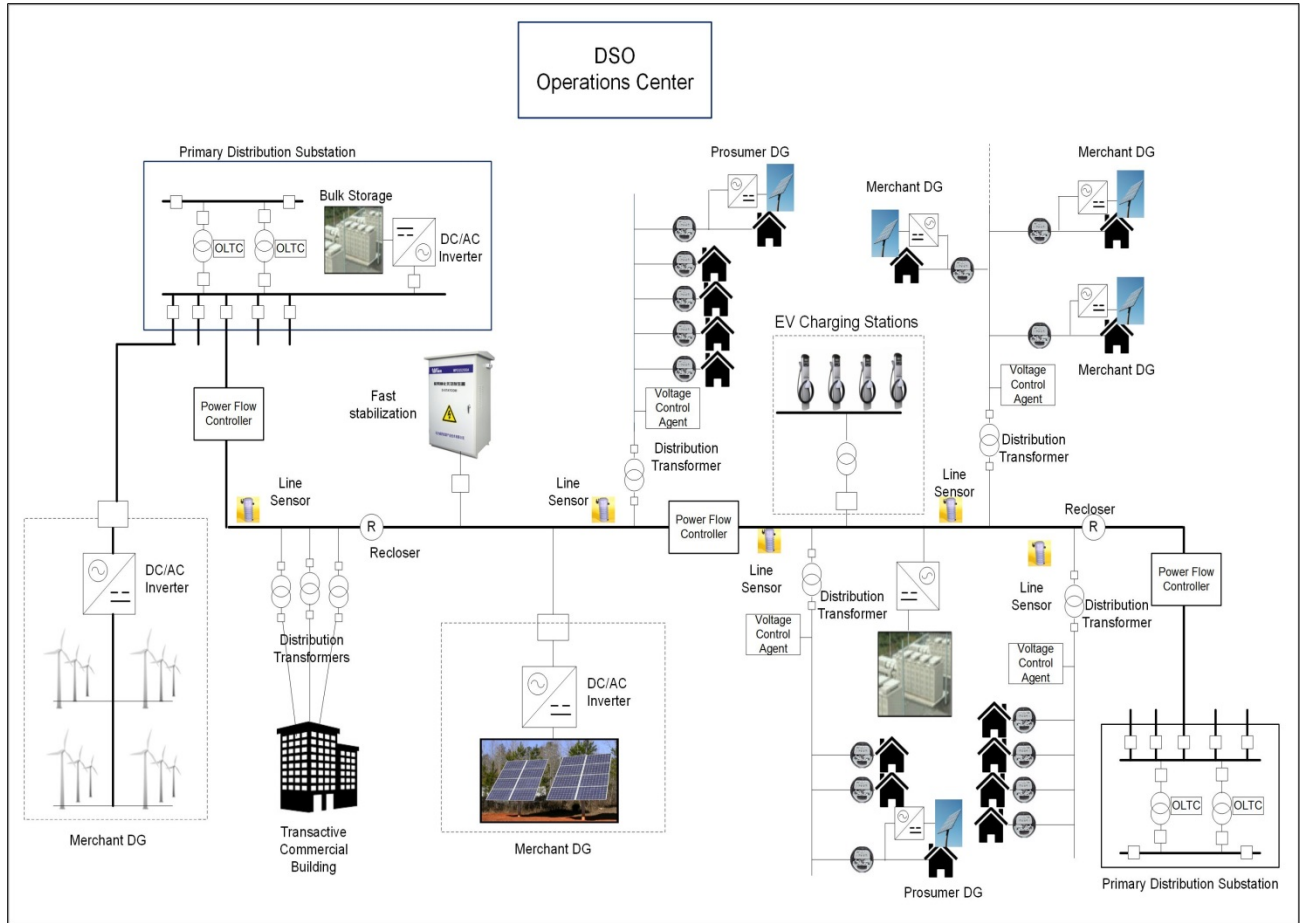 DSO
Operations Center
Primary Distribution Substation
Bulk Storage
OLTC
OLTC
DC/AC
Inverter
Prosumer DG
Merchant DG
Merchant DG
Merchant DG
EV Charging Stations
Power Flow
Controller
Fast
stabilization
Voltage
Control
Agent
Distribution
Transformer
Voltage
Control
Agent
Distribution
Transformer
Line
Sensor
Line
Sensor
Line
Sensor
R
Recloser
Power Flow
Controller
Recloser
R
DC/AC
Inverter
Line
Sensor
Distribution
Transformer
Line
Sensor
Distribution
Transformer
Power Flow
Controller
Distribution
Transformers
Voltage
Control
Agent
Voltage
Control
Agent
DC/AC
Inverter
Merchant DG
Transactive
Commercial
Building
Merchant DG
Prosumer DG
OLTC
OLTC
Primary Distribution Substation